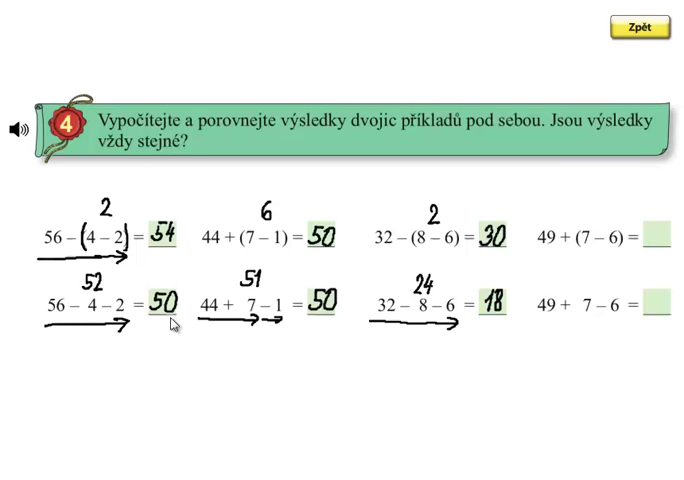 Zpět
4 Vypočítejte a porovnejte výsledky dvojic příkladů pod sebou. Jsou výsledky
vždy stejné?
2 6 2
56 – (4 – 2) = 54 44 + (7 – 1) = 50 32 – (8 – 6) = 30 49 + (7 – 6) =
52 51 24
56 – 4 – 2 = 50 44 + 7 – 1 = 50 32 – 8 – 6 = 18 49 + 7 – 6 =